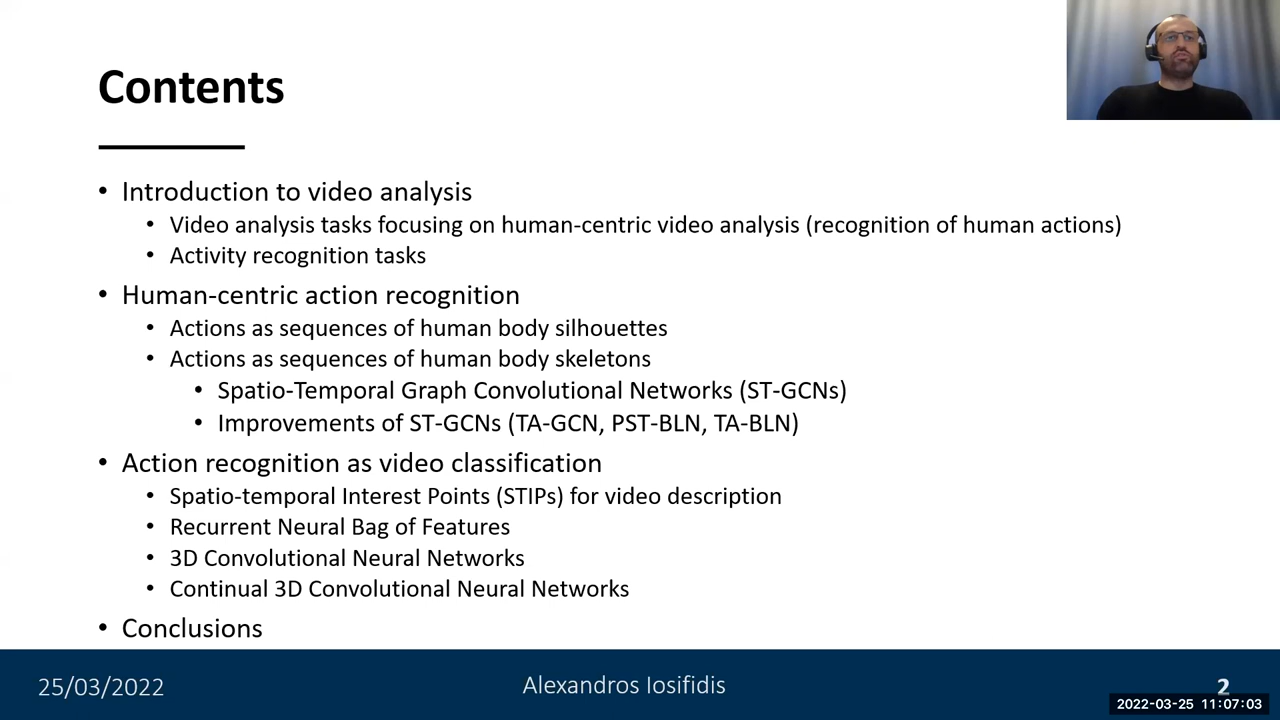 Contents
• Introduction to video analysis
• Video analysis tasks focusing on human-centric video analysis (recognition of human actions)
• Activity recognition tasks
• Human-centric action recognition
• Actions as sequences of human body silhouettes
• Actions as sequences of human body skeletons
• Spatio-Temporal Graph Convolutional Networks (ST-GCNs)
• Improvements of ST-GCNs (TA-GCN, PST-BLN, TA-BLN)
• Action recognition as video classification
• Spatio-temporal Interest Points (STIPs) for video description
• Recurrent Neural Bag of Features
• 3D Convolutional Neural Networks
• Continual 3D Convolutional Neural Networks
• Conclusions
25/03/2022
Alexandros Iosifidis
2
2022-03-25 11:07:03